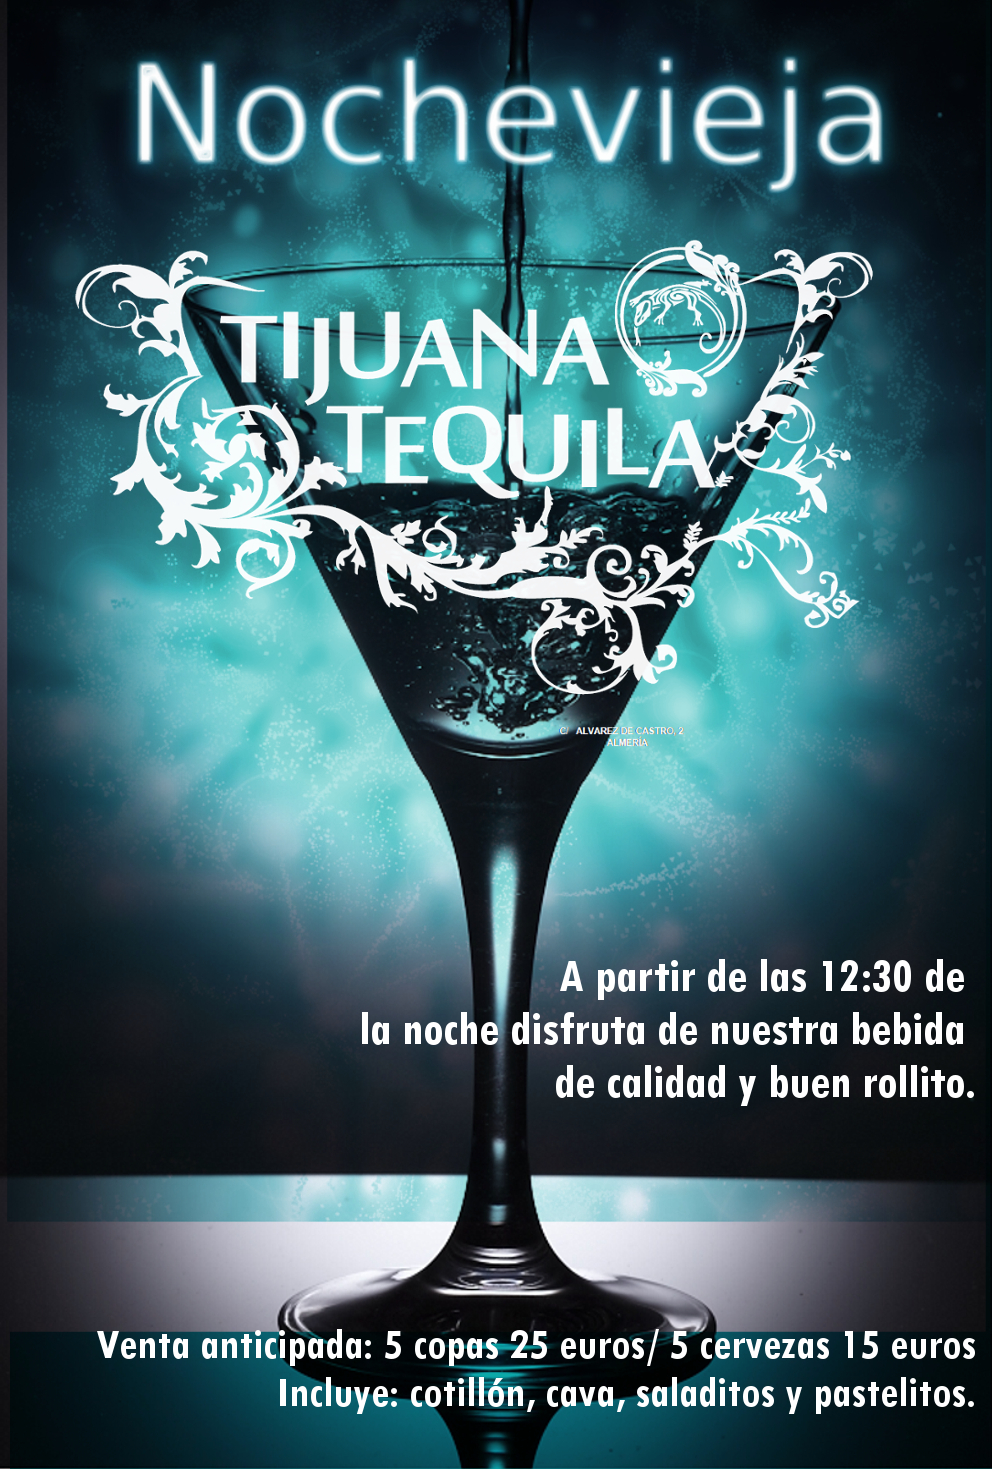 Nochevieja
TIJUANA
TEQUILA
C/ ALVAREZ DE CASTRO, 2
ALMERÍA
A partir de las 12:30 de
la noche disfruta de nuestra bebida
de calidad y buen rollito.
Venta anticipada: 5 copas 25 euros/ 5 cervezas 15 euros
Incluye: cotillón, cava, saladitos y pastelitos.